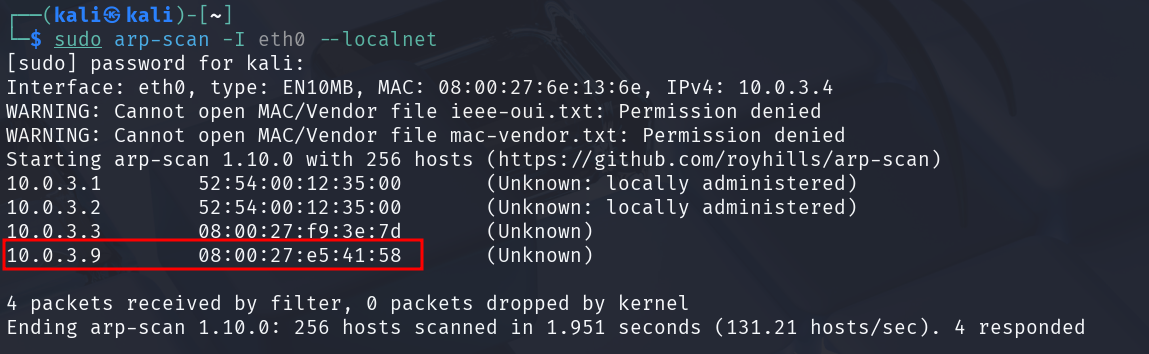 ┌──(kali㉿kali)-[~]
└─$ sudo arp-scan -I eth0 --localnet
[sudo] password for kali:
Interface: eth0, type: EN10MB, MAC: 08:00:27:6e:13:6e, IPv4: 10.0.3.4
WARNING: Cannot open MAC/Vendor file ieee-oui.txt: Permission denied
WARNING: Cannot open MAC/Vendor file mac-vendor.txt: Permission denied
Starting arp-scan 1.10.0 with 256 hosts (https://github.com/royhills/arp-scan)
10.0.3.1 52:54:00:12:35:00 (Unknown: locally administered)
10.0.3.2 52:54:00:12:35:00 (Unknown: locally administered)
10.0.3.3 08:00:27:f9:3e:7d (Unknown)
10.0.3.9 08:00:27:e5:41:58 (Unknown)
4 packets received by filter, 0 packets dropped by kernel
Ending arp-scan 1.10.0: 256 hosts scanned in 1.951 seconds (131.21 hosts/sec). 4 responded